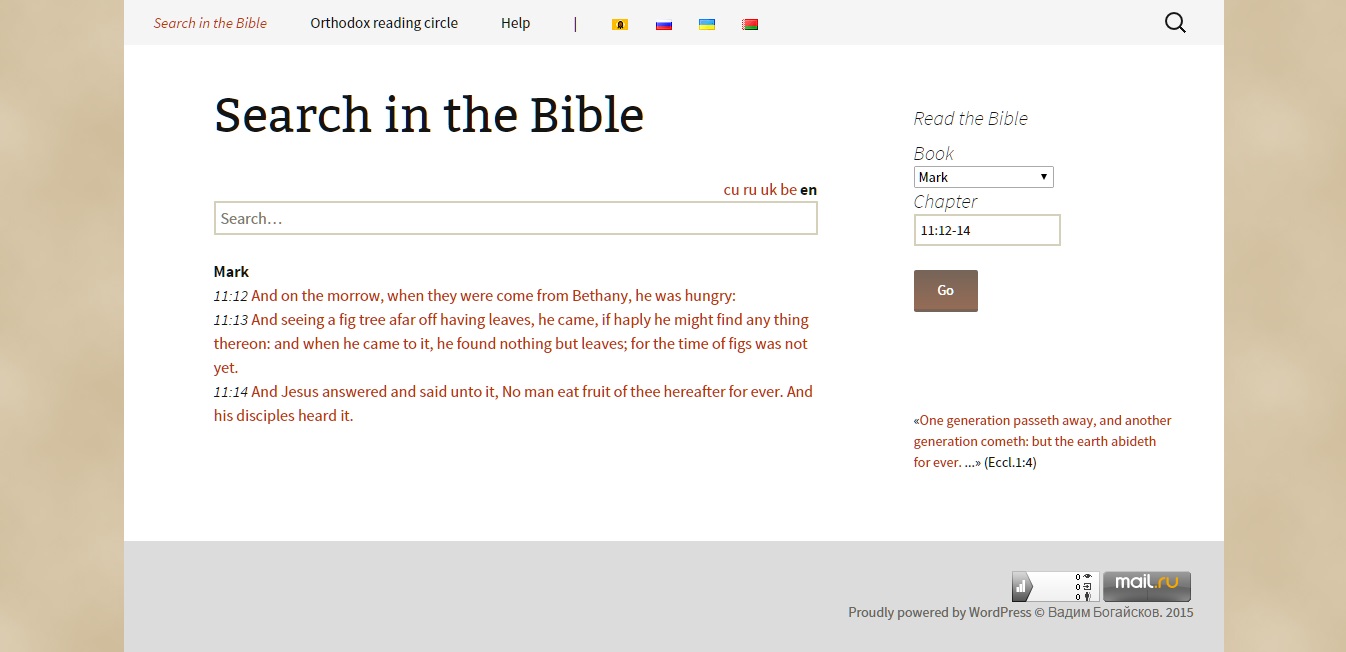 Search in the Bible
Orthodox reading circle
Help
|
Search in the Bible
cu ru uk be en
Search…
Mark
11:12 And on the morrow, when they were come from Bethany, he was hungry:
11:13 And seeing a fig tree afar off having leaves, he came, if haply he might find any thing
thereon: and when he came to it, he found nothing but leaves; for the time of figs was not
yet.
11:14 And Jesus answered and said unto it, No man eat fruit of thee hereafter for ever. And
his disciples heard it.
Read the Bible
Book
Mark
Chapter
11:12-14
Go
«One generation passeth away, and another
generation cometh: but the earth abideth
for ever. ...» (Eccl.1:4)
0
0
0
mail.ru
Proudly powered by WordPress © Вадим Богайсков. 2015